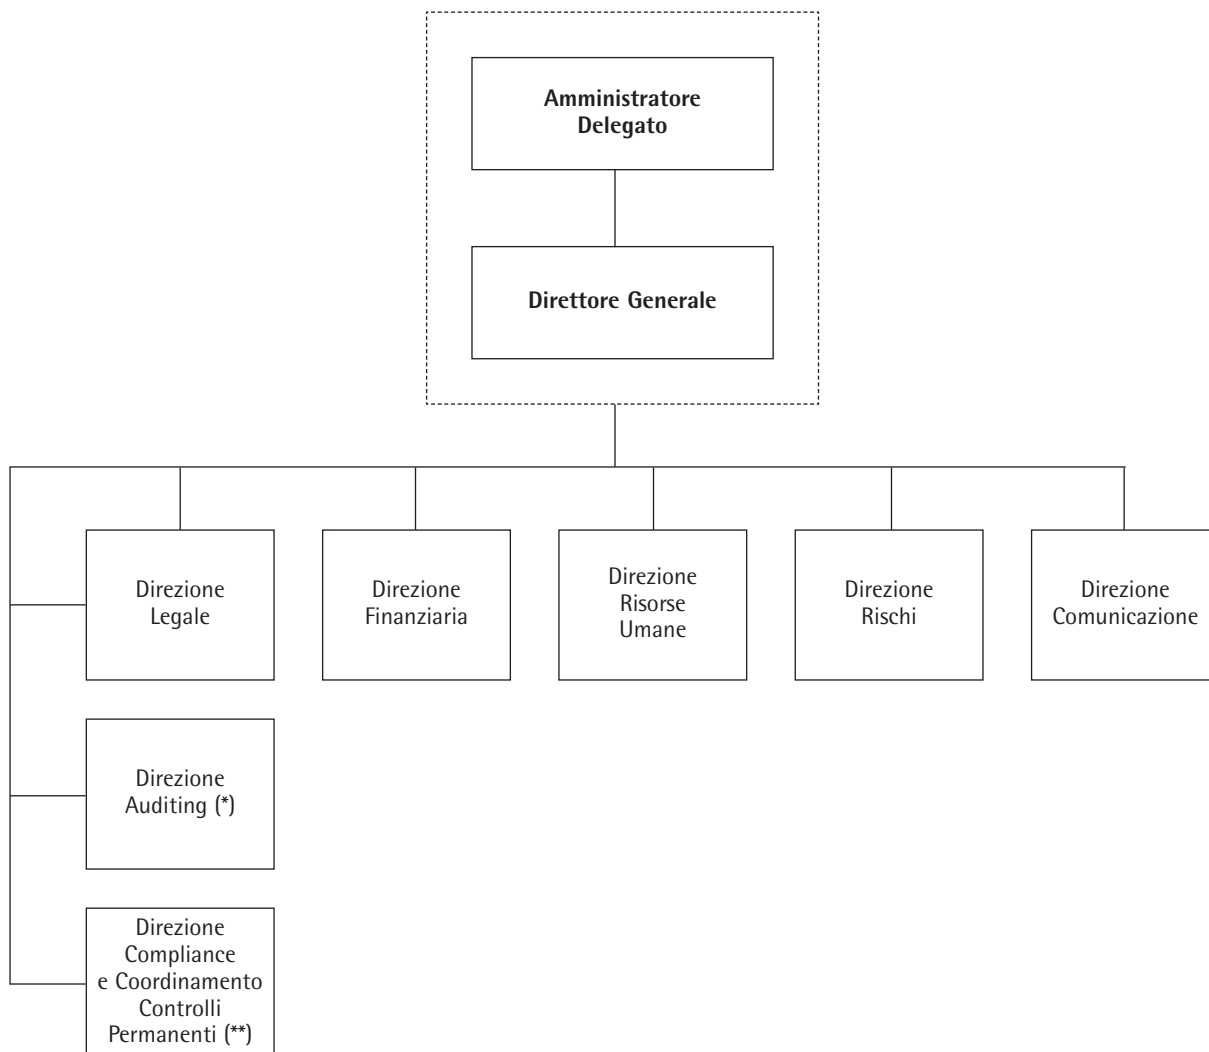 Amministratore
Delegato
Direttore Generale
Direzione
Legale
Direzione
Finanziaria
Direzione
Risorse
Umane
Direzione
Rischi
Direzione
Comunicazione
Direzione
Auditing (*)
Direzione
Compliance
e Coordinamento
Controlli
Permanenti (**)